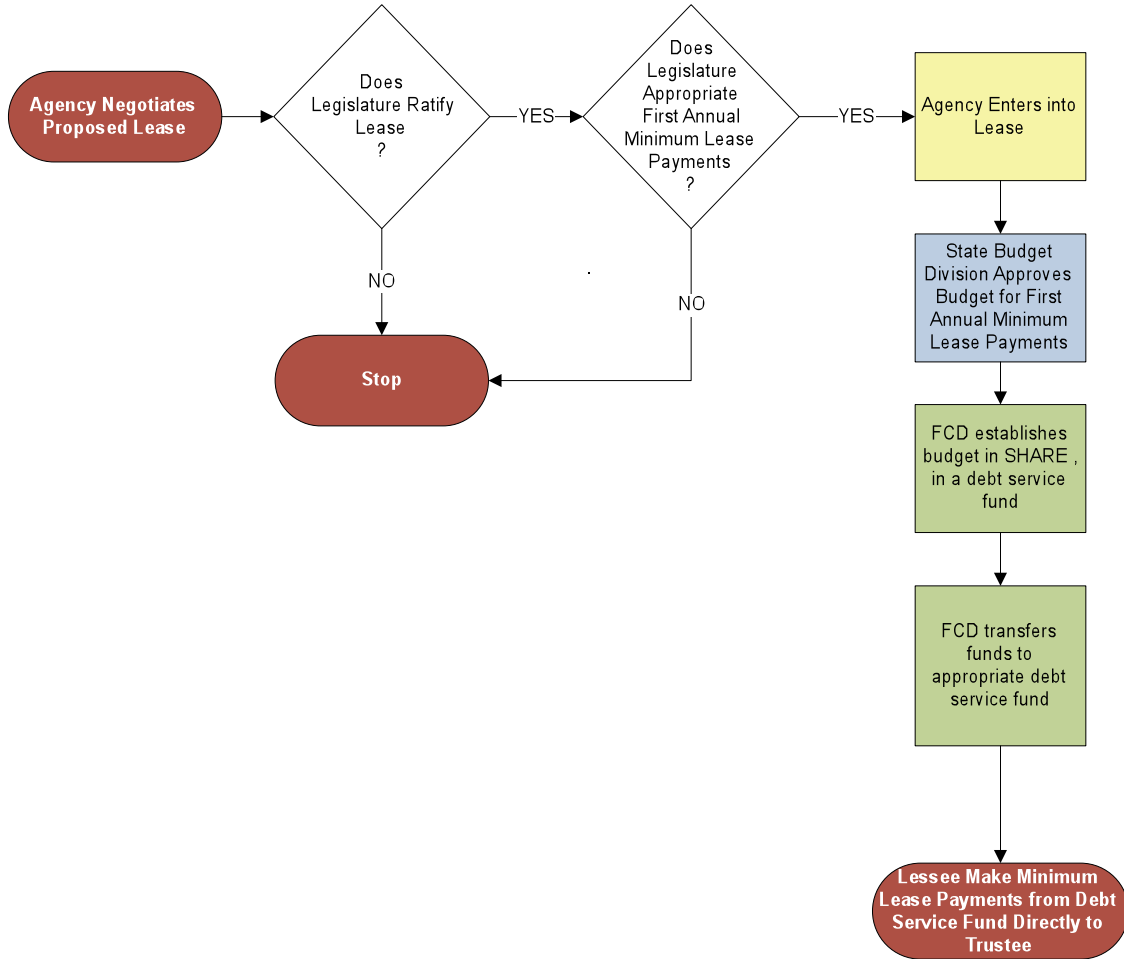 Agency Negotiates
Proposed Lease
Does
Legislature Ratify
Lease
?
YES
Does
Legislature
Appropriate
First Annual
Minimum Lease
Payments
?
YES
Agency Enters into
Lease
NO
NO
Stop
State Budget
Division Approves
Budget for First
Annual Minimum
Lease Payments
FCD establishes
budget in SHARE ,
in a debt service
fund
FCD transfers
funds to
appropriate debt
service fund
Lessee Make Minimum
Lease Payments from Debt
Service Fund Directly to
Trustee